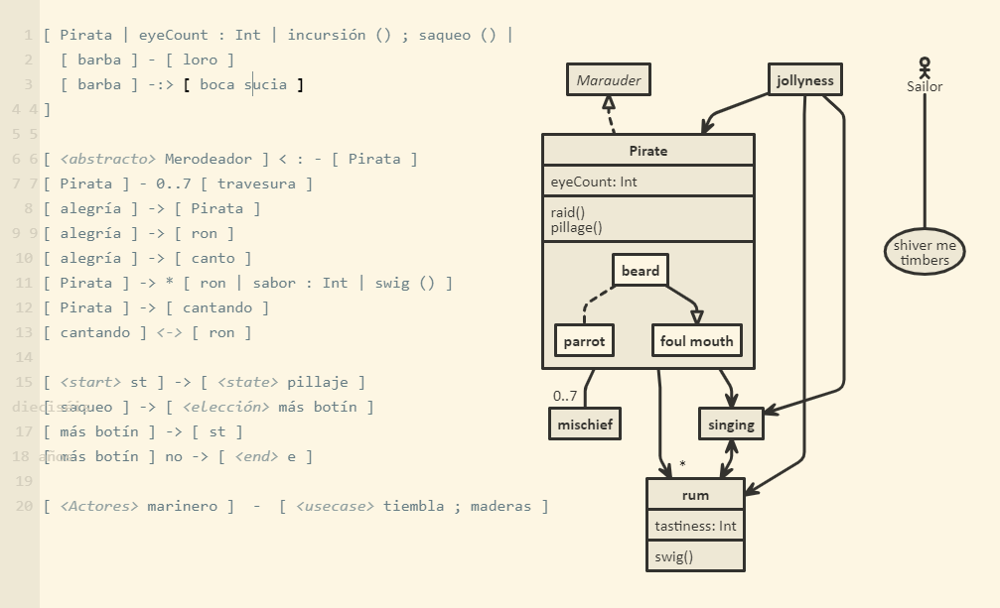 1 [ Pirata | eyeCount : Int | incursión () ; saqueo () |
2 [ barba ] - [ loro ]
3 [ barba ] -:> [ boca sucia ]
4 4 ]
5 5
6 6 [ <abstracto> Merodeador ] < : - [ Pirata ]
7 7 [ Pirata ] - 0..7 [ travesura ]
8 [ alegría ] -> [ Pirata ]
9 9 [ alegría ] -> [ ron ]
10 [ alegría ] -> [ canto ]
11 [ Pirata ] -> * [ ron | sabor : Int | swig () ]
12 [ Pirata ] -> [ cantando ]
13 [ cantando ] <-> [ ron ]
14
15 [ <start> st ] -> [ <state> pillaje ]
[ saqueo ] -> [ <elección> más botín ]
17 [ más botín ] -> [ st ]
18 años [ más botín ] no -> [ <end> e ]
19
20 [ <Actores> marinero ] - [ <usecase> tiembla ; maderas ]
Marauder
jollyness
Sailor
Pirate
eyeCount: Int
raid()
pillage()
beard
parrot
foul mouth
shiver me
timbers
0..7
mischief
singing
*
rum
tastiness: Int
swig()